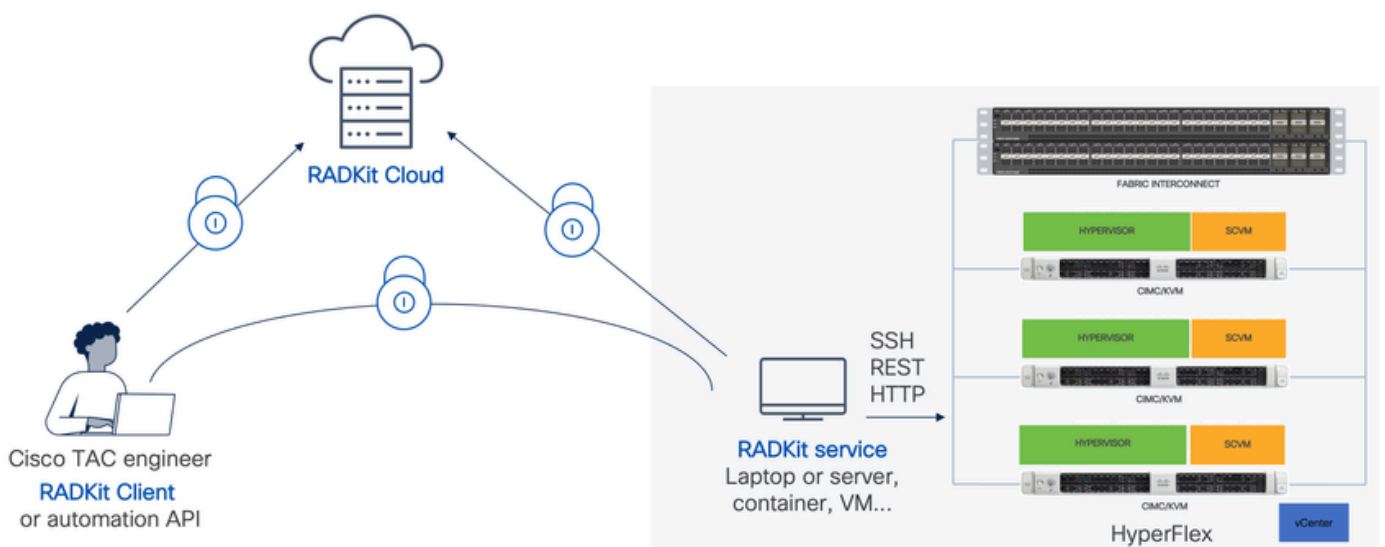 RADKit Cloud
Cisco TAC engineer
RADKit Client
or automation API
RADKit service
Laptop or server,
container, VM...
SSH
REST
HTTP
FABRIC INTERCONNECT
HYPERVISOR
SCVM
CIMC/KVM
HYPERVISOR
SCVM
CIMC/KVM
HYPERVISOR
SCVM
CIMC/KVM
HyperFlex
vCenter